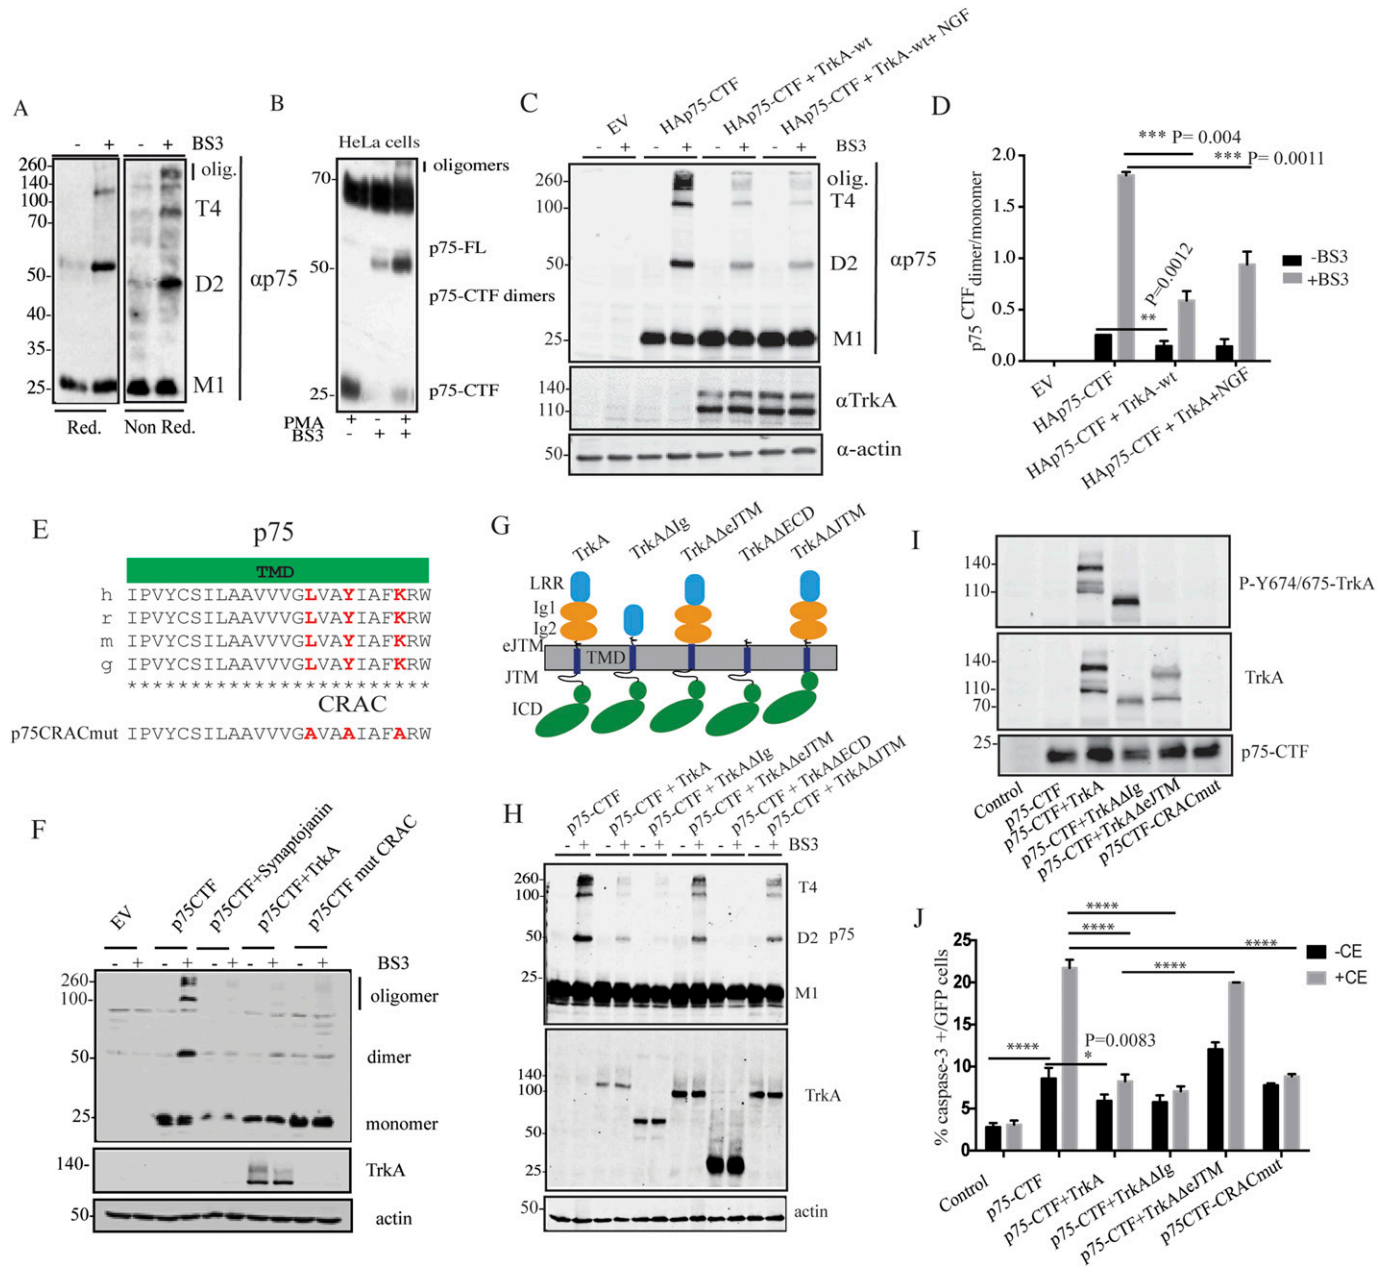 A
- + - + BS3
260
140
100
70
50
40
35
25
olig.
T4
D2
M1
αp75
Red. Non Red.
B
HeLa cells
oligomers
70
50
25
p75-FL
p75-CTF dimers
p75-CTF
PMA + - +
BS3 - + +
C
EV
HAp75-CTF
HAp75-CTF + TrkA-wt
HAp75-CTF + TrkA-wt+ NGF
- + - + - + - + BS3
260
100
50
25
olig.
T4
D2
M1
αp75
140
110
αTrkA
50
α-actin
D
*** P= 0.004
*** P= 0.0011
P=0.0012
**
2.0
1.5
1.0
0.5
0.0
p75 CTF dimer/monomer
-BS3
+BS3
EV
HAp75-CTF
HAp75-CTF + TrkA-wt
HAp75-CTF + TrkA+NGF
E
p75
TMD
h IPVYCSILAAVVVGLVAYIAFKRW
r IPVYCSILAAVVVGLVAYIAFKRW
m IPVYCSILAAVVVGLVAYIAFKRW
g IPVYCSILAAVVVGLVAYIAFKRW
************************
CRAC
p75CRACmut IPVYCSILAAVVVGAVAAIAFARW
F
EV
p75CTF
p75CTF+Synaptojanin
p75CTF+TrkA
p75CTF mut CRAC
- + - + - + - + - + BS3
260
100
50
25
oligomer
dimer
monomer
140
TrkA
50
actin
G
TrkA
TrkAΔIg
TrkAΔeJTM
TrkAΔECD
TrkAΔJTM
LRR
Ig1
Ig2
eJTM
TMD
JTM
ICD
H
p75-CTF
p75-CTF + TrkA
p75-CTF + TrkAΔIg
p75-CTF + TrkAΔeJTM
p75-CTF + TrkAΔECD
p75-CTF + TrkAΔJTM
- + - + - + - + - + - + BS3
260
100
50
25
T4
D2 p75
M1
140
100
50
25
TrkA
50
actin
I
140
110
P-Y674/675-TrkA
140
110
70
TrkA
25
p75-CTF
Control
p75-CTF
p75-CTF+TrkA
p75-CTF+TrkAΔIg
p75-CTF+TrkAΔeJTM
p75CTF-CRACmut
J
****
****
****
****
****
P=0.0083
*
25
20
15
10
5
0
% caspase-3 +/GFP cells
-CE
+CE
Control
p75-CTF
p75-CTF+TrkA
p75-CTF+TrkAΔIg
p75-CTF+TrkAΔeJTM
p75CTF-CRACmut